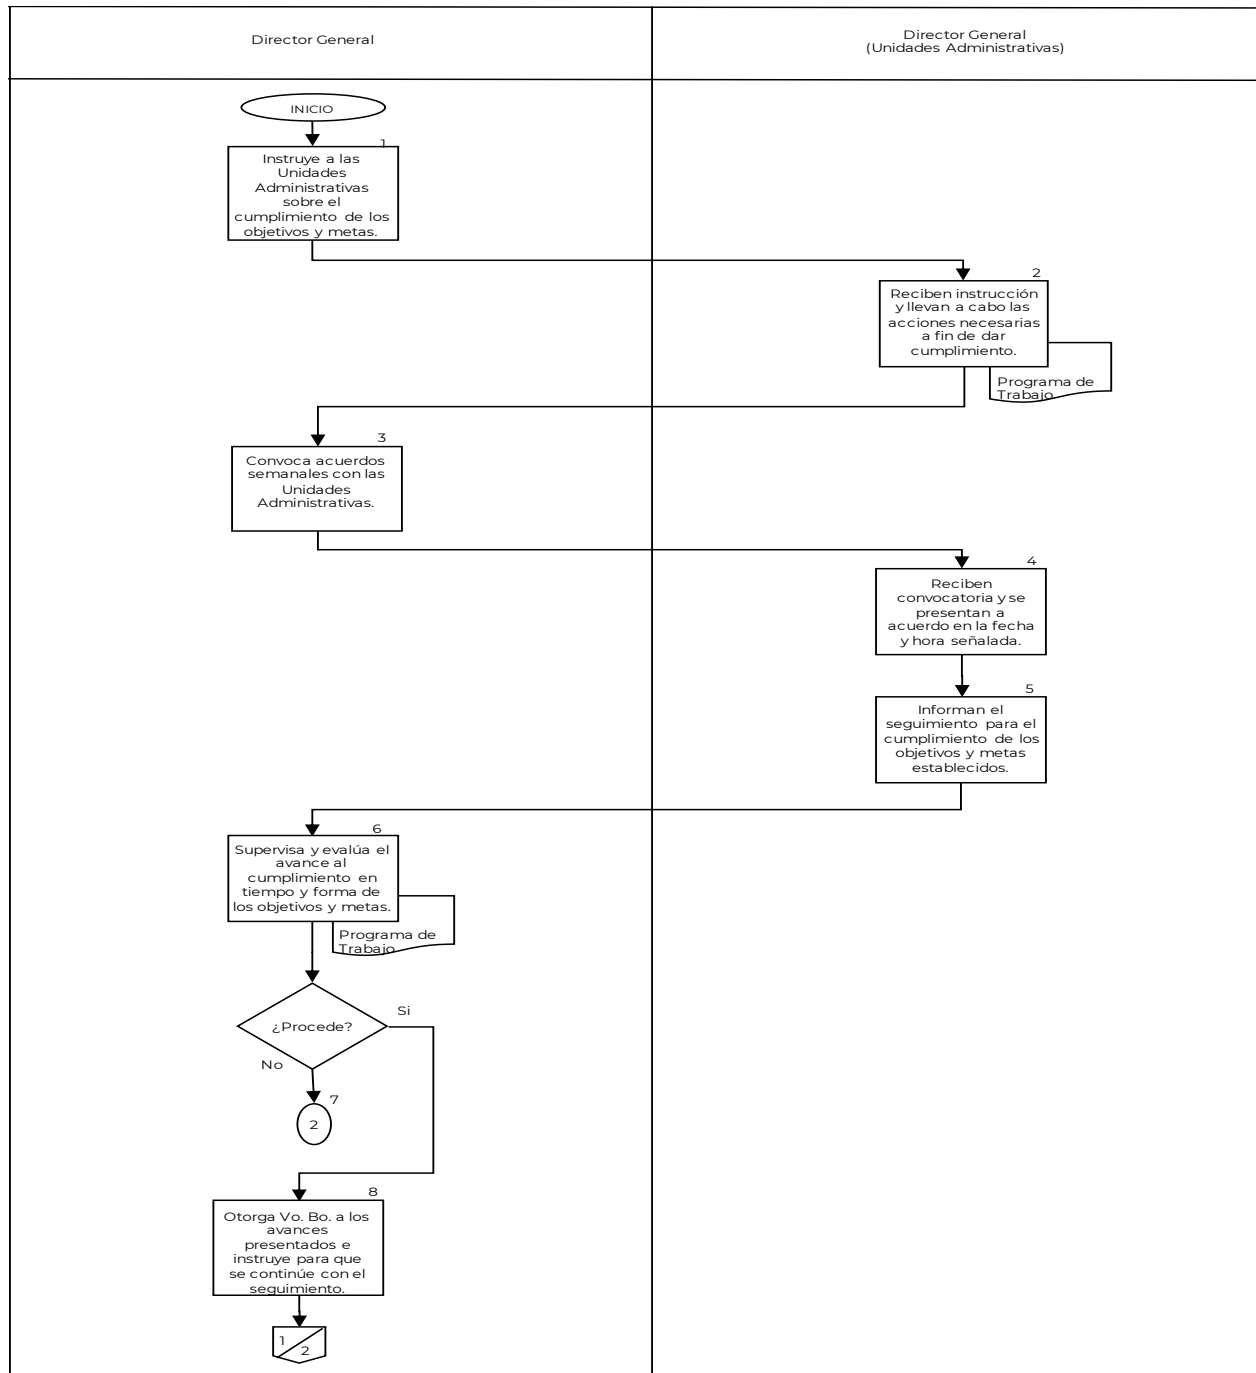 Director General
Director General
(Unidades Administrativas)
INICIO
1
Instruye a las
Unidades
Administrativas
sobre el
cumplimiento de los
objetivos y metas.
2
Reciben instrucción
y llevan a cabo las
acciones necesarias
a fin de dar
cumplimiento.
Programa de
Trabajo
3
Convoca acuerdos
semanales con las
Unidades
Administrativas.
4
Reciben
convocatoria y se
presentan a
acuerdo en la fecha
y hora señalada.
5
Informan el
seguimiento para el
cumplimiento de los
objetivos y metas
establecidos.
6
Supervisa y evalúa el
avance al
cumplimiento en
tiempo y forma de
los objetivos y metas.
Programa de
Trabajo
¿Procede?
Si
No
7
2
8
Otorga Vo. Bo. a los
avances
presentados e
instruye para que
se continúe con el
seguimiento.
1
2